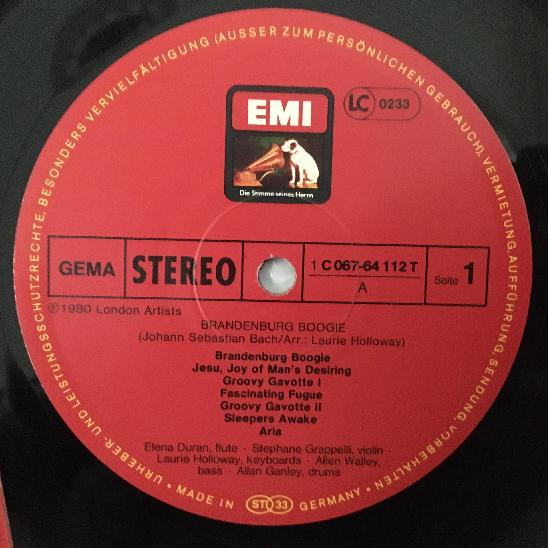 URHEBER- UND LEISTUNGSSCHUTZRECHTE, BESONDERS VERVIELFÄLTIGUNG (AUSSER ZUM PERSÖNLICHEN GEBRAUCH), VERMIETUNG, AUFFÜHRUNG, SENDUNG VORBEHALTEN
EMI
Die Stimme seines Herrn
LC 0233
GEMA
STEREO
1 C 067-64 112 T
A
Seite 1
℗ 1980 London Artists
BRANDENBURG BOOGIE
(Johann Sebastian Bach/Arr.: Laurie Holloway)
Brandenburg Boogie
Jesu, Joy of Man's Desiring
Groovy Gavotte I
Fascinating Fugue
Groovy Gavotte II
Sleepers Awake
Aria
Elena Duran, flute · Stephane Grappelli, violin ·
Laurie Holloway, keyboards · Allen Walley,
bass · Allan Ganley, drums
• MADE IN ST 33 GERMANY •